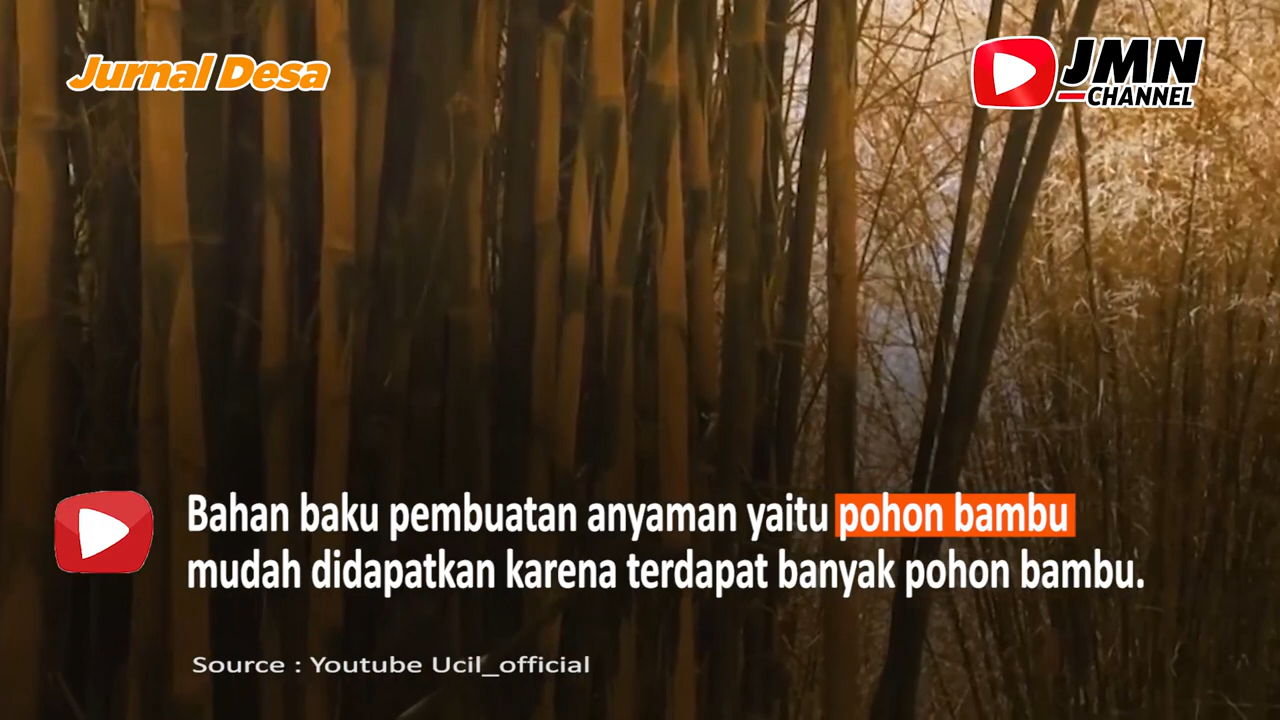 Jurnal Desa
JMN
CHANNEL
Bahan baku pembuatan anyaman yaitu pohon bambu
mudah didapatkan karena terdapat banyak pohon bambu.
Source : Youtube Ucil_official